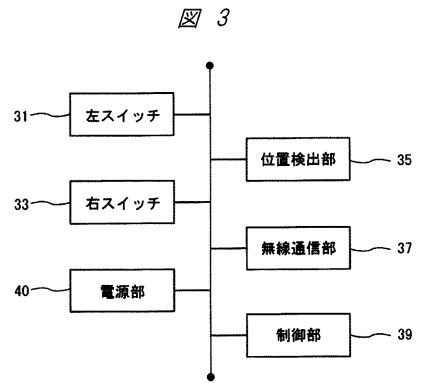 図 3
31 左スイッチ
位置検出部 35
33 右スイッチ
無線通信部 37
40 電源部
制御部 39